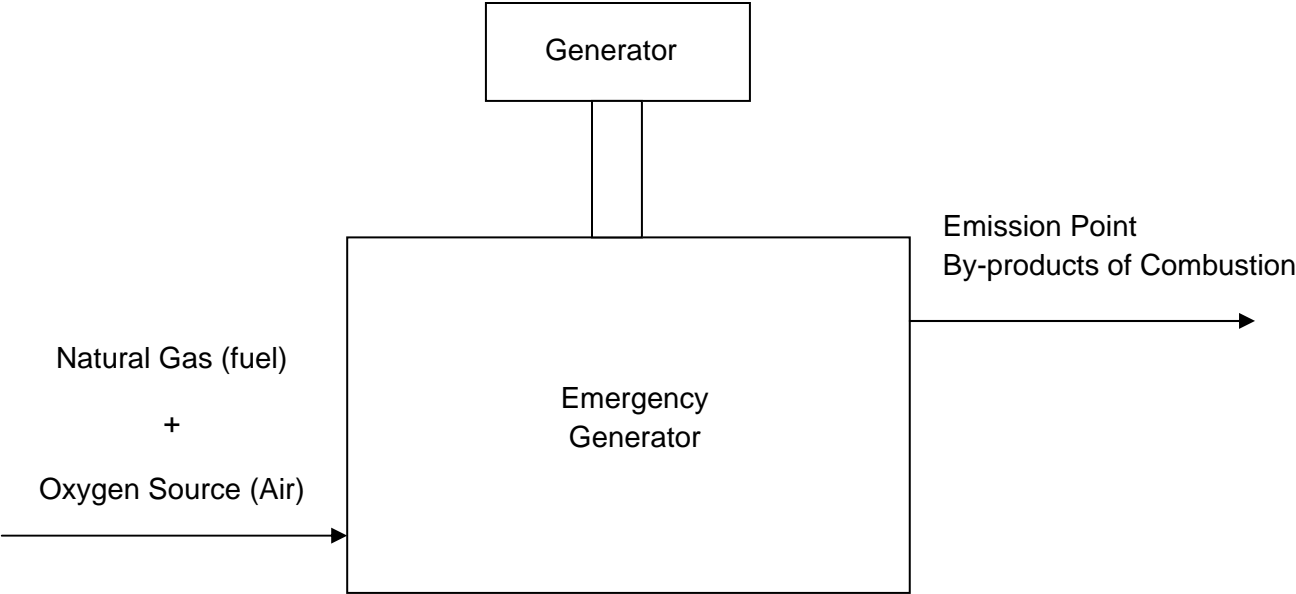 Generator
Emission Point
By-products of Combustion
Natural Gas (fuel)
+
Oxygen Source (Air)
Emergency
Generator